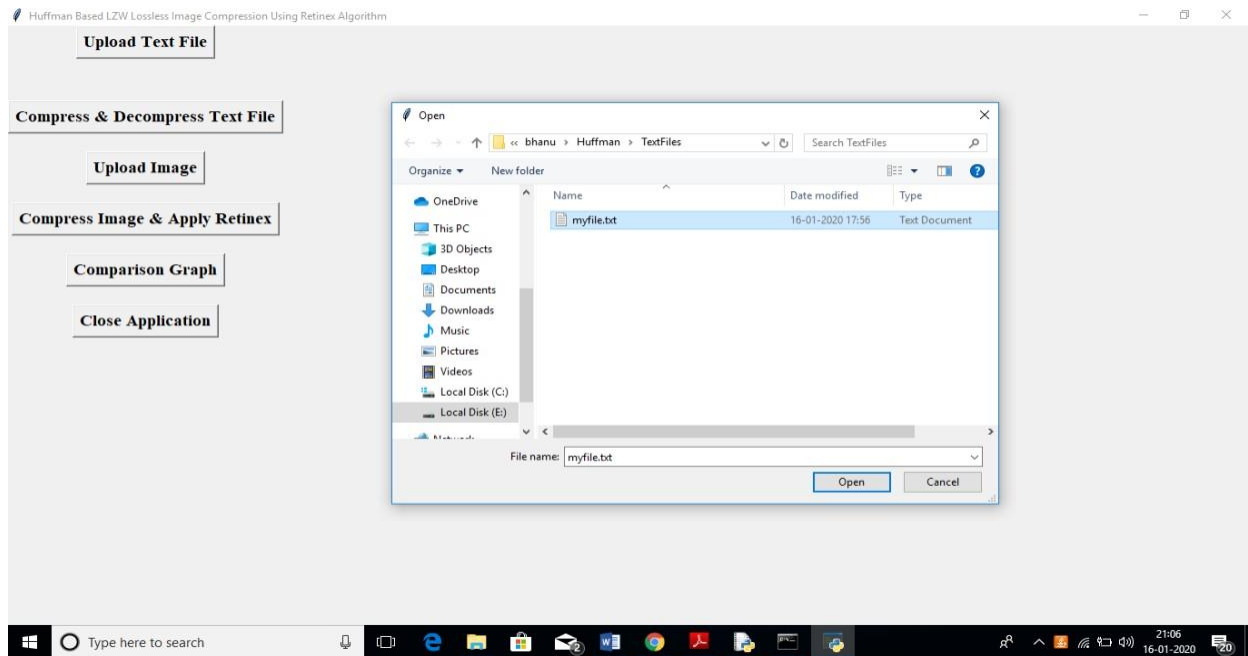 Huffman Based LZW Lossless Image Compression Using Retinex Algorithm
Upload Text File
Compress & Decompress Text File
Upload Image
Compress Image & Apply Retinex
Comparison Graph
Close Application
Open
« bhanu > Huffman > TextFiles
Search TextFiles
Organize
New folder
Name Date modified Type
myfile.txt 16-01-2020 17:56 Text Document
OneDrive
This PC
3D Objects
Desktop
Documents
Downloads
Music
Pictures
Videos
Local Disk (C:)
Local Disk (E:)
File name: myfile.txt
Open Cancel
Type here to search
2
21:06
16-01-2020
20